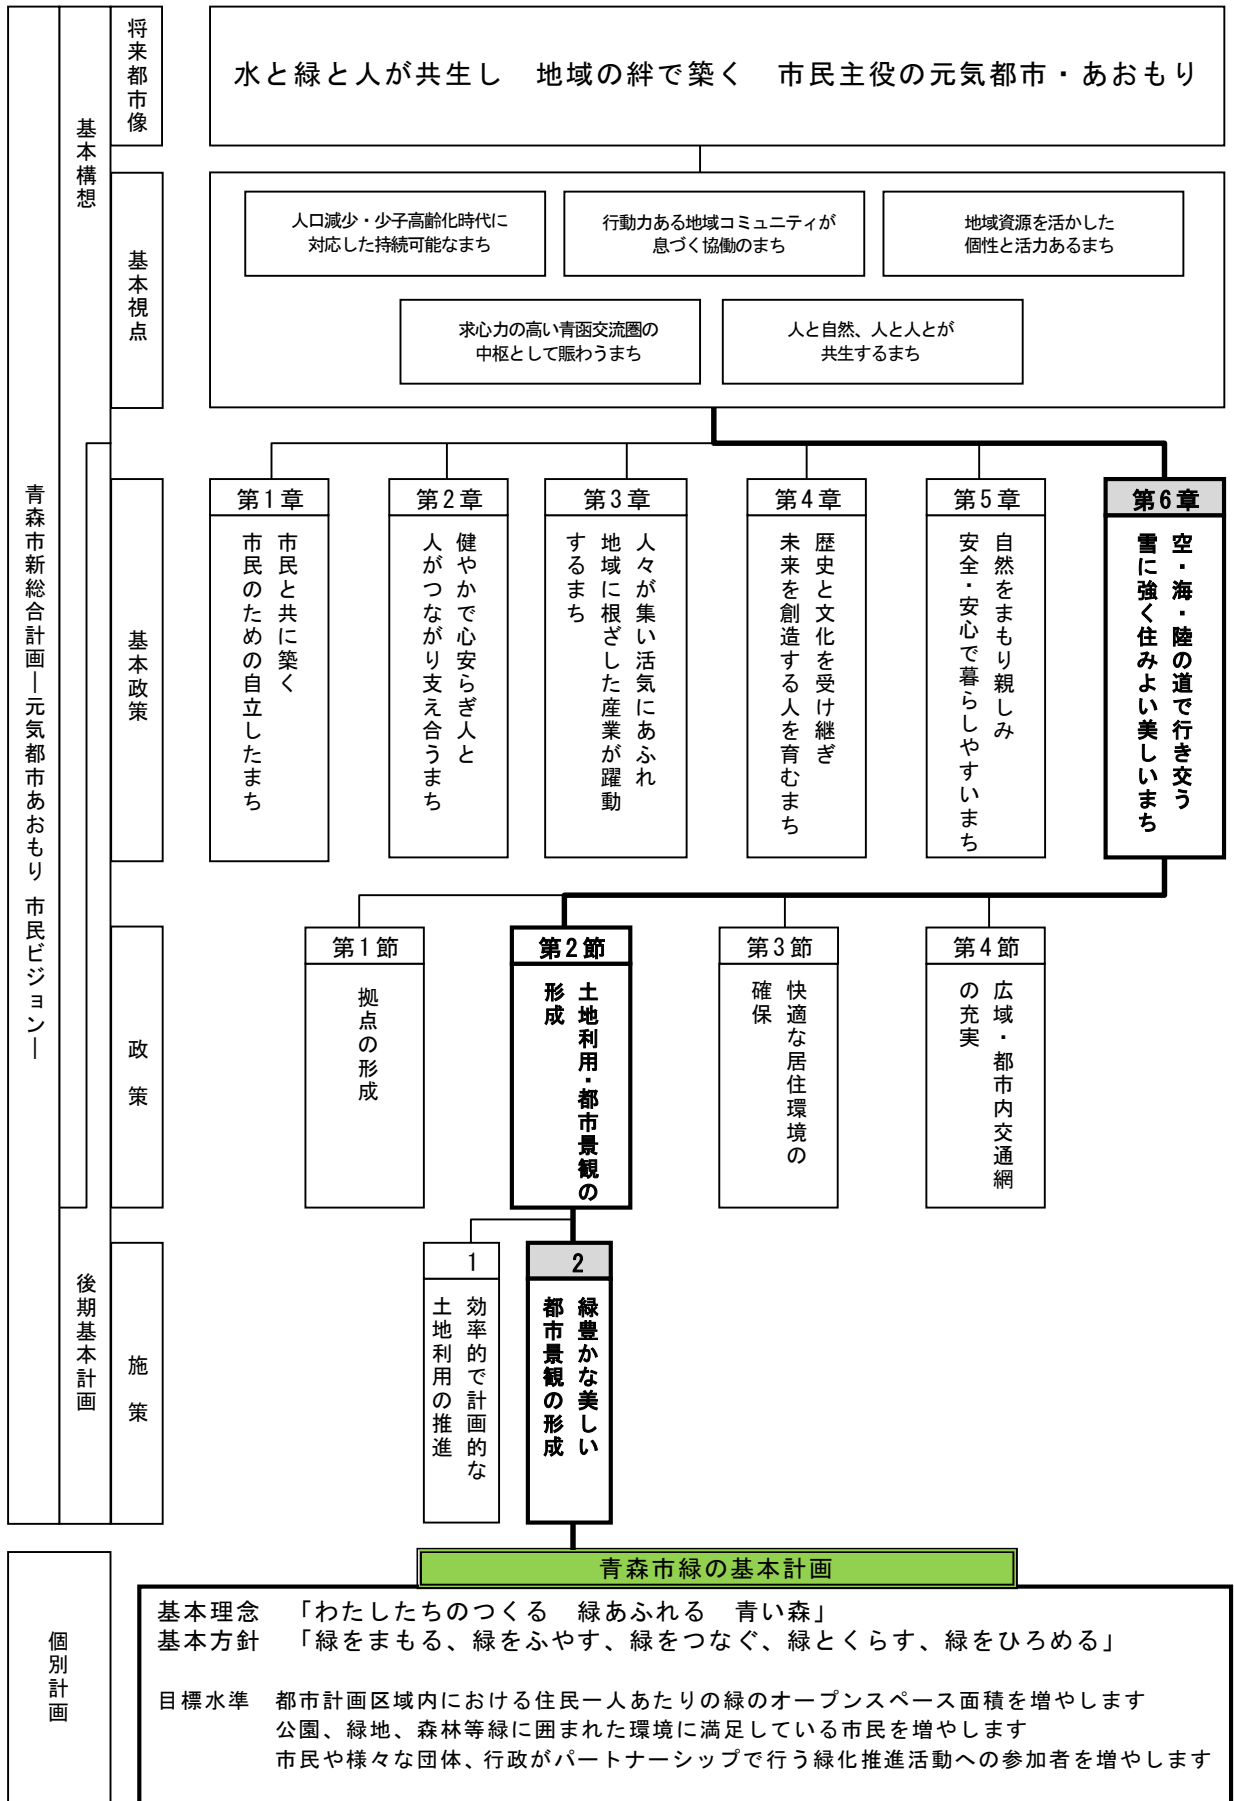 青森市新総合計画―元気都市あおもり 市民ビジョン―
基本構想
将来都市像
水と緑と人が共生し　地域の絆で築く　市民主役の元気都市・あおもり
基本視点
人口減少・少子高齢化時代に
対応した持続可能なまち
行動力ある地域コミュニティが
息づく協働のまち
地域資源を活かした
個性と活力あるまち
求心力の高い青函交流圏の
中枢として賑わうまち
人と自然、人と人とが
共生するまち
後期基本計画
基本政策
第1章
市民と共に築く
市民のための自立したまち
第2章
健やかで心安らぎ人と
人がつながり支え合うまち
第3章
人々が集い活気にあふれ
地域に根ざした産業が躍動
するまち
第4章
歴史と文化を受け継ぎ
未来を創造する人を育むまち
第5章
自然をまもり親しみ
安全・安心で暮らしやすいまち
第6章
空・海・陸の道で行き交う
雪に強く住みよい美しいまち
政策
第1節
拠点の形成
第2節
土地利用・都市景観の
形成
第3節
快適な居住環境の
確保
第4節
広域・都市内交通網
の充実
施策
1
効率的で計画的な
土地利用の推進
2
緑豊かな美しい
都市景観の形成
個別計画
青森市緑の基本計画
基本理念　「わたしたちのつくる　緑あふれる　青い森」
基本方針　「緑をまもる、緑をふやす、緑をつなぐ、緑とくらす、緑をひろめる」
目標水準　都市計画区域内における住民一人あたりの緑のオープンスペース面積を増やします
公園、緑地、森林等緑に囲まれた環境に満足している市民を増やします
市民や様々な団体、行政がパートナーシップで行う緑化推進活動への参加者を増やします